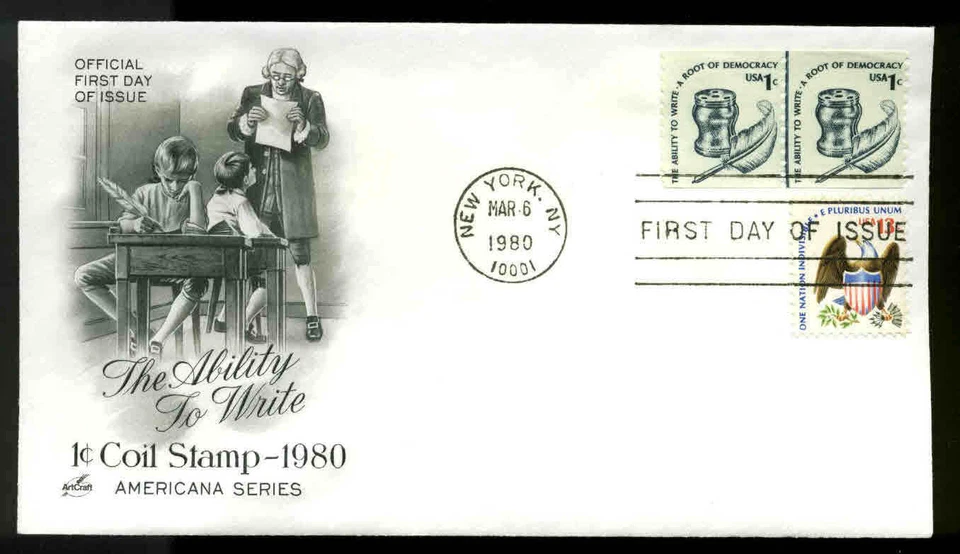 OFFICIAL
FIRST DAY
OF ISSUE
The Ability
To Write
1¢ Coil Stamp-1980
ArtCraft
AMERICANA SERIES
NEW YORK, NY
MAR 6
1980
10001
THE ABILITY TO WRITE · A ROOT OF DEMOCRACY
USA 1c
THE ABILITY TO WRITE · A ROOT OF DEMOCRACY
USA 1c
FIRST DAY OF ISSUE
ONE NATION INDIVISIBLE ★ E PLURIBUS UNUM
USA 13c